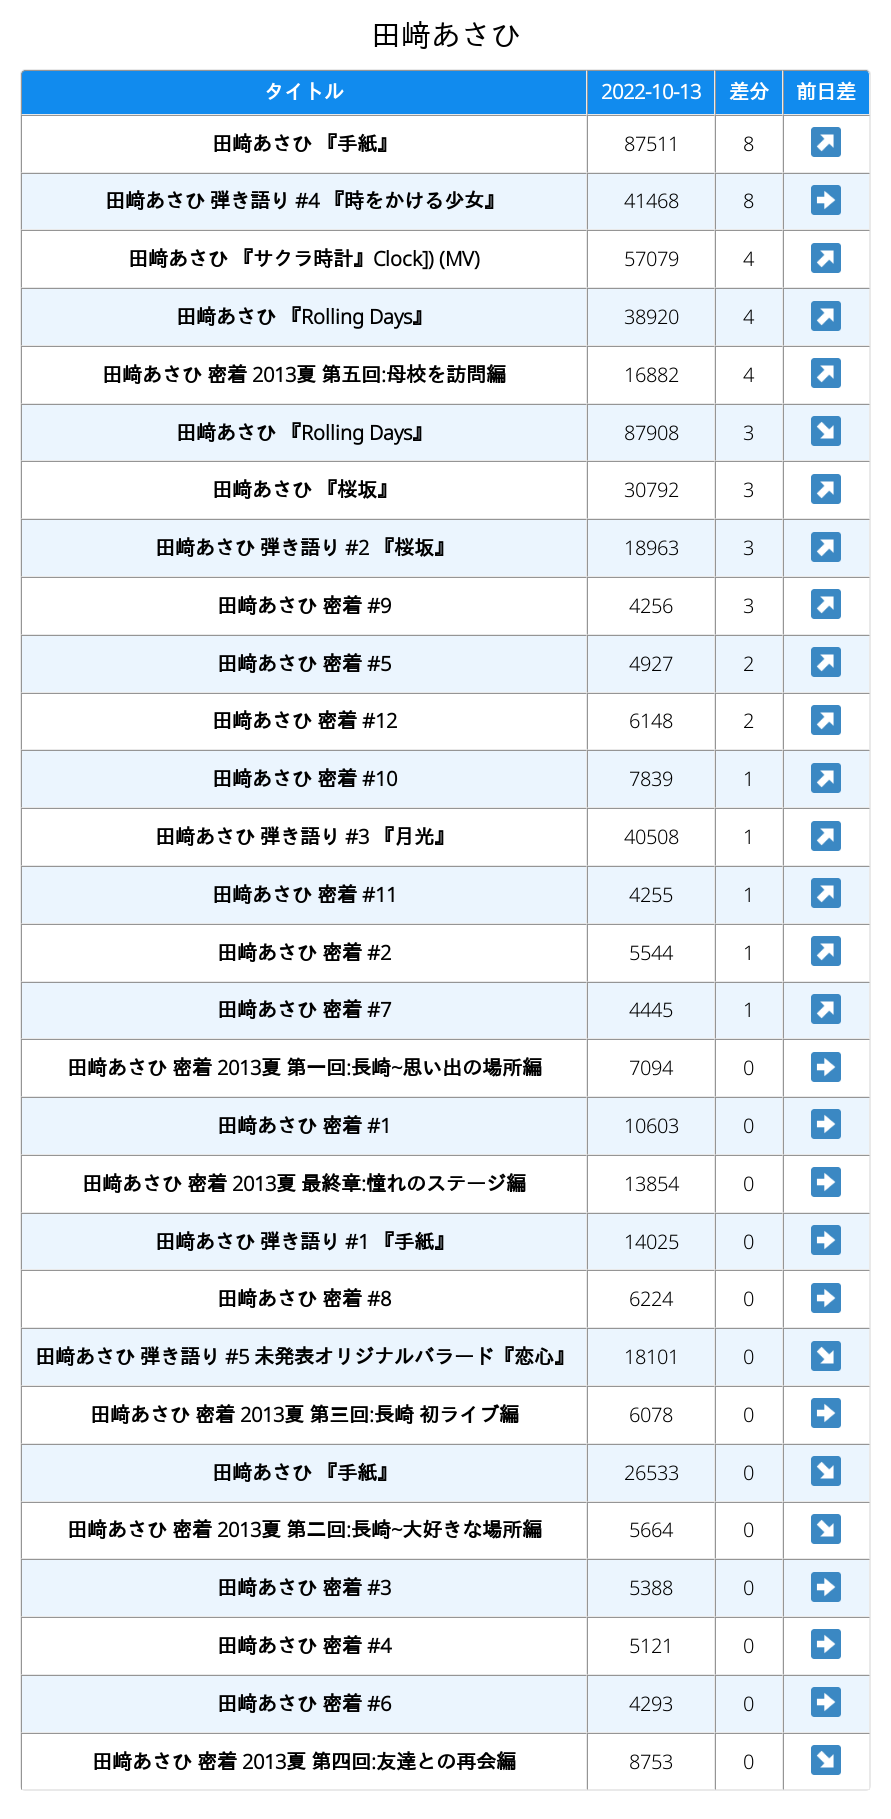 田﨑あさひ
タイトル 2022-10-13 差分 前日差
田﨑あさひ 『手紙』 87511 8 ↗
田﨑あさひ 弾き語り #4 『時をかける少女』 41468 8 ➡
田﨑あさひ 『サクラ時計』Clock]) (MV) 57079 4 ↗
田﨑あさひ 『Rolling Days』 38920 4 ↗
田﨑あさひ 密着 2013夏 第五回:母校を訪問編 16882 4 ↗
田﨑あさひ 『Rolling Days』 87908 3 ↘
田﨑あさひ 『桜坂』 30792 3 ↗
田﨑あさひ 弾き語り #2 『桜坂』 18963 3 ↗
田﨑あさひ 密着 #9 4256 3 ↗
田﨑あさひ 密着 #5 4927 2 ↗
田﨑あさひ 密着 #12 6148 2 ↗
田﨑あさひ 密着 #10 7839 1 ↗
田﨑あさひ 弾き語り #3 『月光』 40508 1 ↗
田﨑あさひ 密着 #11 4255 1 ↗
田﨑あさひ 密着 #2 5544 1 ↗
田﨑あさひ 密着 #7 4445 1 ↗
田﨑あさひ 密着 2013夏 第一回:長崎~思い出の場所編 7094 0 ➡
田﨑あさひ 密着 #1 10603 0 ➡
田﨑あさひ 密着 2013夏 最終章:憧れのステージ編 13854 0 ➡
田﨑あさひ 弾き語り #1 『手紙』 14025 0 ➡
田﨑あさひ 密着 #8 6224 0 ➡
田﨑あさひ 弾き語り #5 未発表オリジナルバラード『恋心』 18101 0 ↘
田﨑あさひ 密着 2013夏 第三回:長崎 初ライブ編 6078 0 ➡
田﨑あさひ 『手紙』 26533 0 ↘
田﨑あさひ 密着 2013夏 第二回:長崎~大好きな場所編 5664 0 ↘
田﨑あさひ 密着 #3 5388 0 ➡
田﨑あさひ 密着 #4 5121 0 ➡
田﨑あさひ 密着 #6 4293 0 ➡
田﨑あさひ 密着 2013夏 第四回:友達との再会編 8753 0 ↘